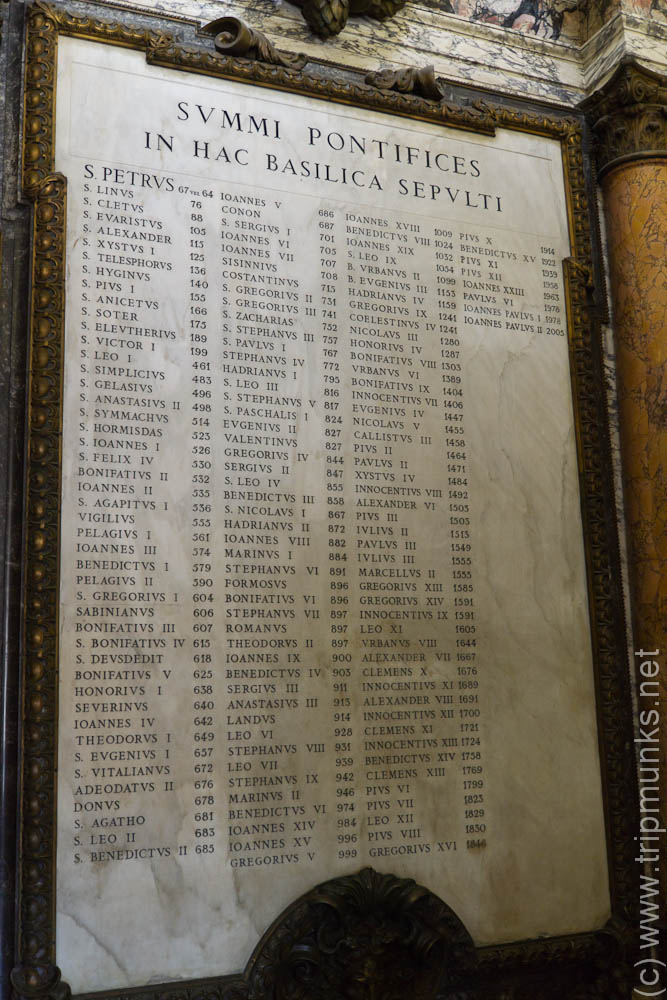 SVMMI PONTIFICES
IN HAC BASILICA SEPVLTI
S. PETRVS 67 VEL 64
S. LINVS 76
S. CLETVS 88
S. EVARISTVS 105
S. ALEXANDER 115
S. XYSTVS I 125
S. TELESPHORVS 136
S. HYGINVS 140
S. PIVS I 155
S. ANICETVS 166
S. SOTER 175
S. ELEVTHERIVS 189
S. VICTOR I 199
S. LEO I 461
S. SIMPLICIVS 483
S. GELASIVS 496
S. ANASTASIVS II 498
S. SYMMACHVS 514
S. HORMISDAS 523
S. IOANNES I 526
S. FELIX IV 530
BONIFATIVS II 532
IOANNES II 535
S. AGAPITVS I 536
VIGILIVS 555
PELAGIVS I 561
IOANNES III 574
BENEDICTVS I 579
PELAGIVS II 590
S. GREGORIVS I 604
SABINIANVS 606
BONIFATIVS III 607
S. BONIFATIVS IV 615
S. DEVSDEDIT 618
BONIFATIVS V 625
HONORIVS I 638
SEVERINVS 640
IOANNES IV 642
THEODORVS I 649
S. EVGENIVS I 657
S. VITALIANVS 672
ADEODATVS II 676
DONVS 678
S. AGATHO 681
S. LEO II 683
S. BENEDICTVS II 685
IOANNES V 686
CONON 687
S. SERGIVS I 701
IOANNES VI 705
IOANNES VII 707
SISINNIVS 708
COSTANTINVS
S. GREGORIVS II 731
S. GREGORIVS III 741
S. ZACHARIAS 752
S. STEPHANVS III 757
S. PAVLVS I 767
STEPHANVS IV 772
HADRIANVS I 795
S. LEO III 816
S. STEPHANVS V 817
S. PASCHALIS I 824
EVGENIVS II 827
VALENTINVS 827
GREGORIVS IV 844
SERGIVS II 847
S. LEO IV 855
BENEDICTVS III 858
S. NICOLAVS I 867
HADRIANVS II 872
IOANNES VIII 882
MARINVS I 884
STEPHANVS VI 891
FORMOSVS 896
BONIFATIVS VI 896
STEPHANVS VII 897
ROMANVS 897
THEODORVS II 897
IOANNES IX 900
BENEDICTVS IV 903
SERGIVS III 911
ANASTASIVS III 913
LANDVS 914
LEO VI 928
STEPHANVS VIII 931
LEO VII 939
STEPHANVS IX 942
MARINVS II 946
BENEDICTVS VI 974
IOANNES XIV 984
IOANNES XV 996
GREGORIVS V 999
IOANNES XVIII 1009
BENEDICTVS VIII 1024
IOANNES XIX 1032
S. LEO IX 1054
B. VRBANVS II 1099
B. EVGENIVS III 1153
HADRIANVS IV 1159
GREGORIVS IX 1241
COELESTINVS IV 1241
NICOLAVS III 1280
HONORIVS IV 1287
BONIFATIVS VIII 1303
VRBANVS VI 1389
BONIFATIVS IX 1404
INNOCENTIVS VII 1406
EVGENIVS IV 1447
NICOLAVS V 1455
CALLISTVS III 1458
PIVS II 1464
PAVLVS II 1471
XYSTVS IV 1484
INNOCENTIVS VIII 1492
ALEXANDER VI 1503
PIVS III 1503
IVLIVS II 1513
PAVLVS III 1549
IVLIVS III 1555
MARCELLVS II 1555
GREGORIVS XIII 1585
GREGORIVS XIV 1591
INNOCENTIVS IX 1591
LEO XI 1605
VRBANVS VIII 1644
ALEXANDER VII 1667
CLEMENS X 1676
INNOCENTIVS XI 1689
ALEXANDER VIII 1691
INNOCENTIVS XII 1700
CLEMENS XI 1721
INNOCENTIVS XIII 1724
BENEDICTVS XIV 1758
CLEMENS XIII 1769
PIVS VI 1799
PIVS VII 1823
LEO XII 1829
PIVS VIII 1830
GREGORIVS XVI 1846
PIVS X 1914
BENEDICTVS XV 1922
PIVS XI 1939
PIVS XII 1958
IOANNES XXIII 1963
PAVLVS VI 1978
IOANNES PAVLVS I 1978
IOANNES PAVLVS II 2005
(c) www.tripmunks.net